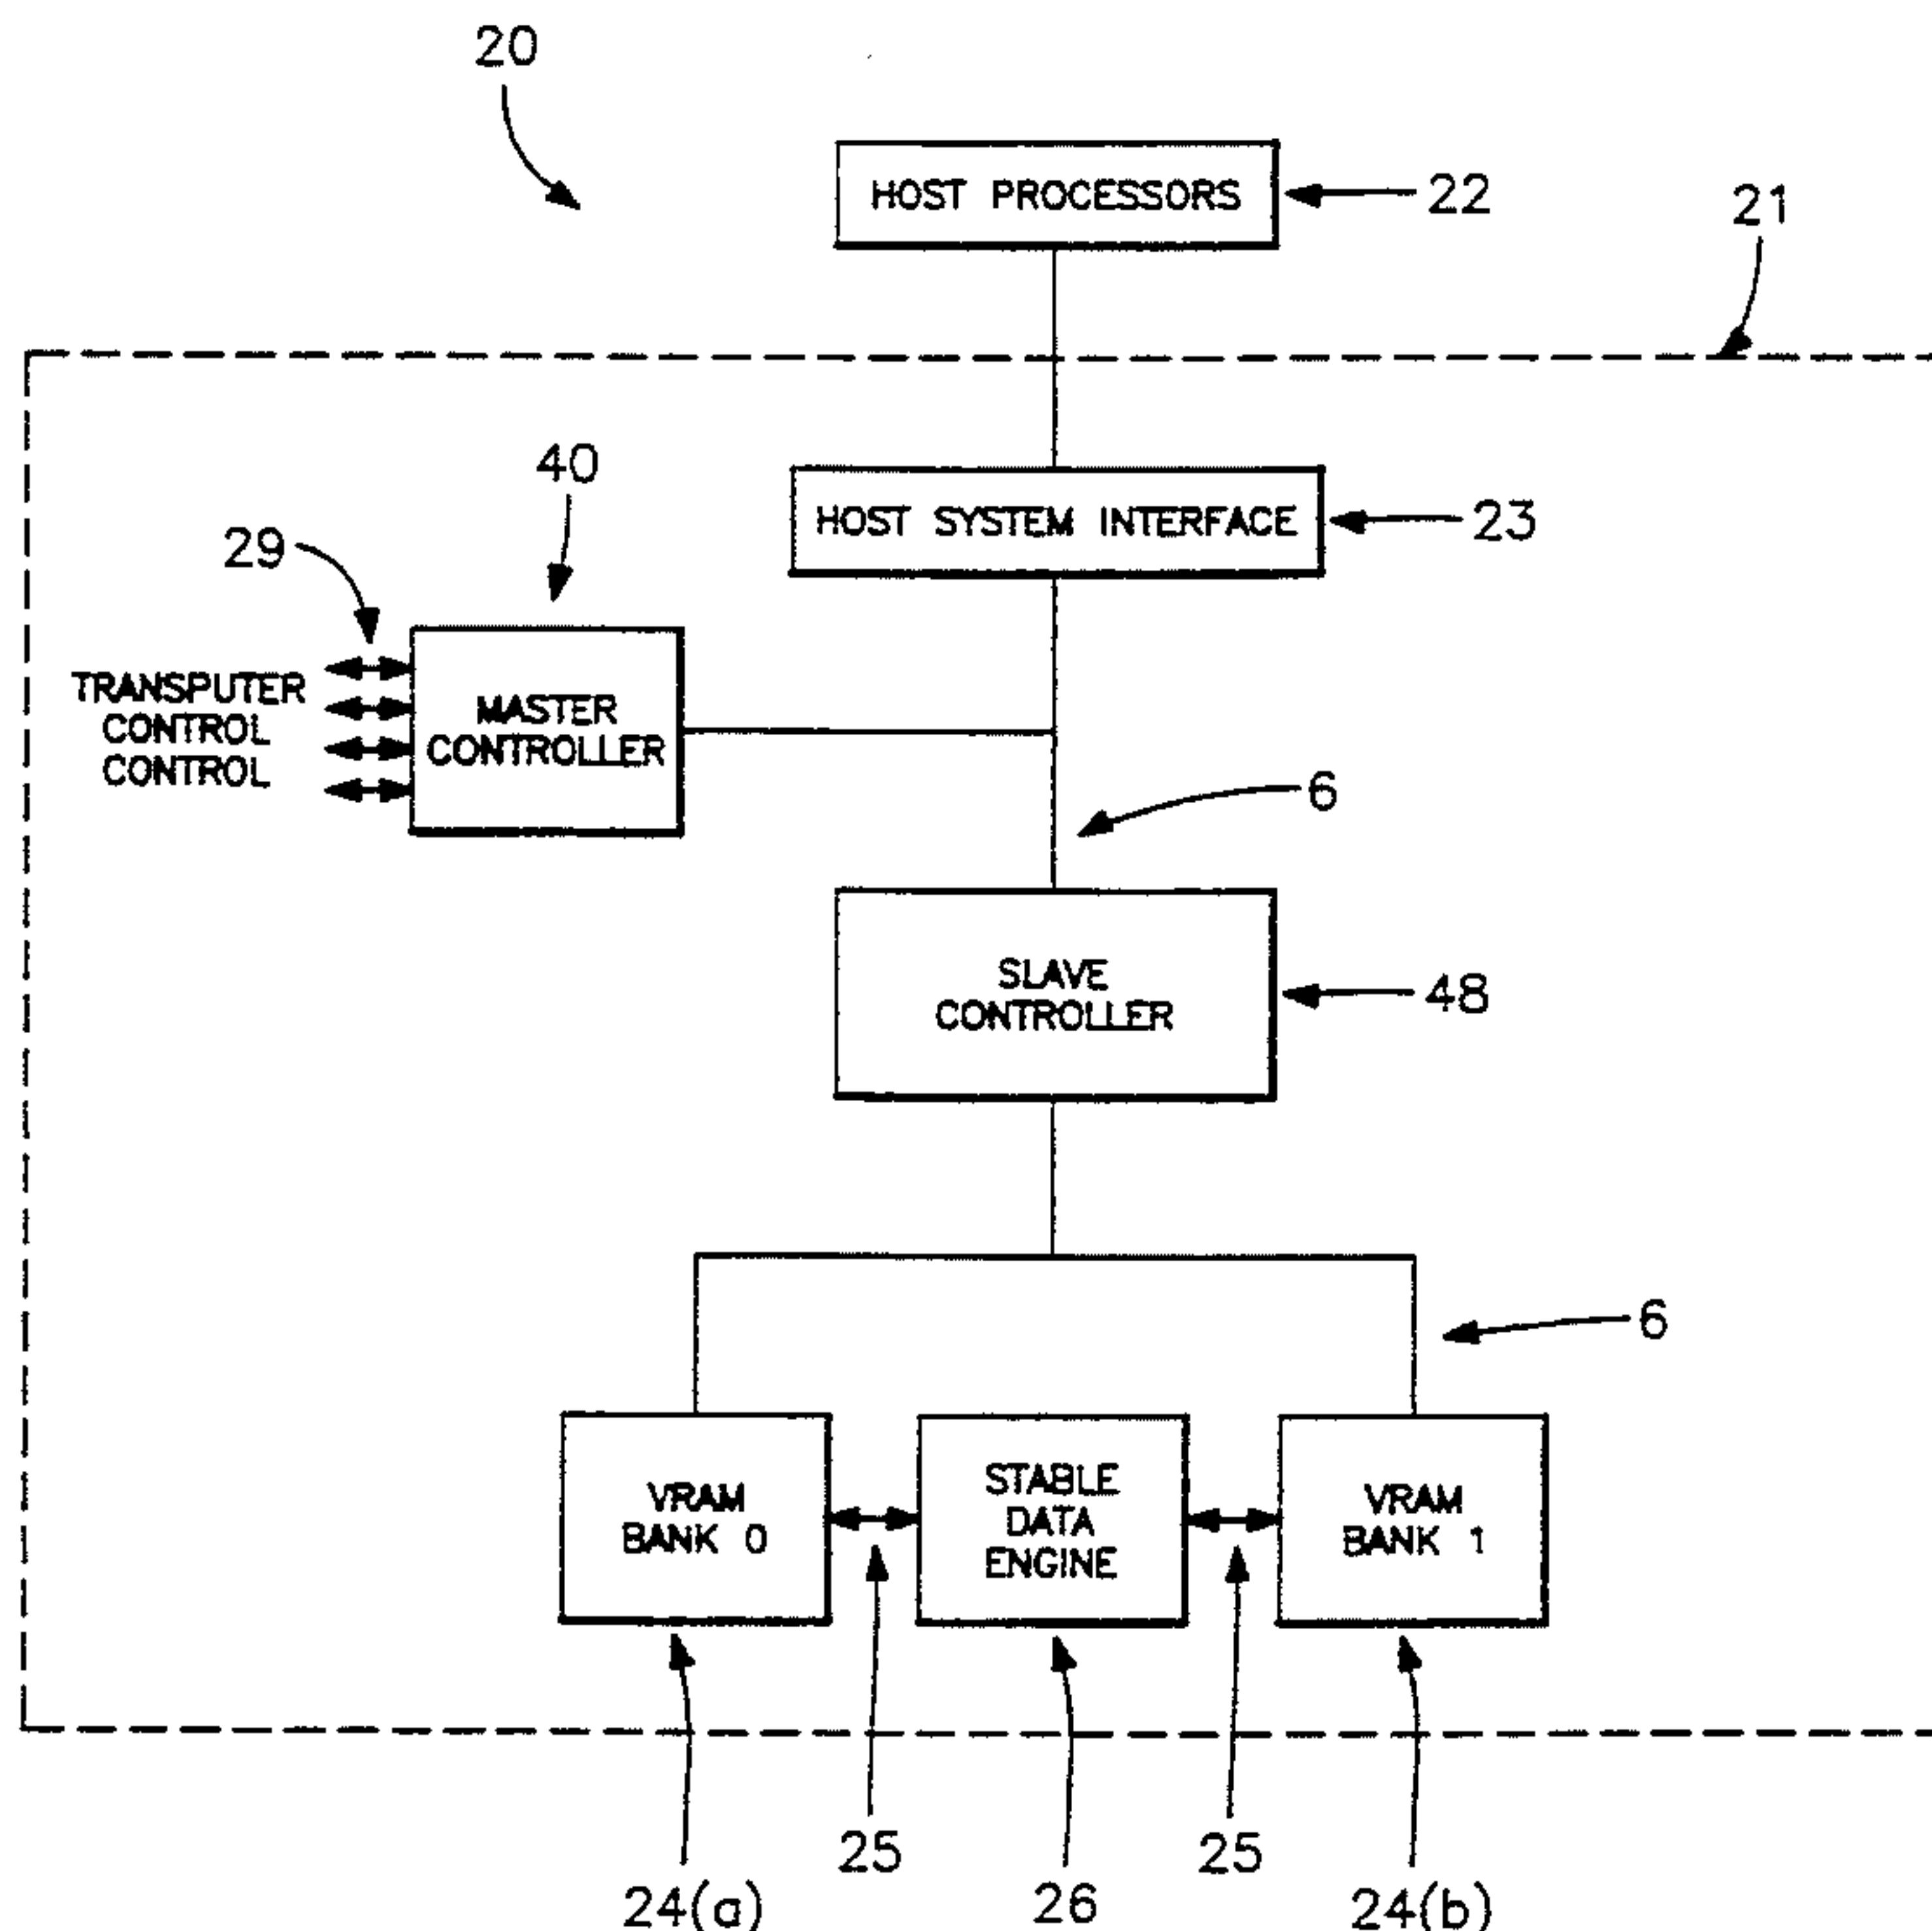 20
HOST PROCESSORS
22
21
40
HOST SYSTEM INTERFACE
23
29
TRANSPUTER
CONTROL
CONTROL
MASTER
CONTROLLER
6
SLAVE
CONTROLLER
48
6
VRAM
BANK 0
STABLE
DATA
ENGINE
VRAM
BANK 1
25
25
24(a)
26
24(b)